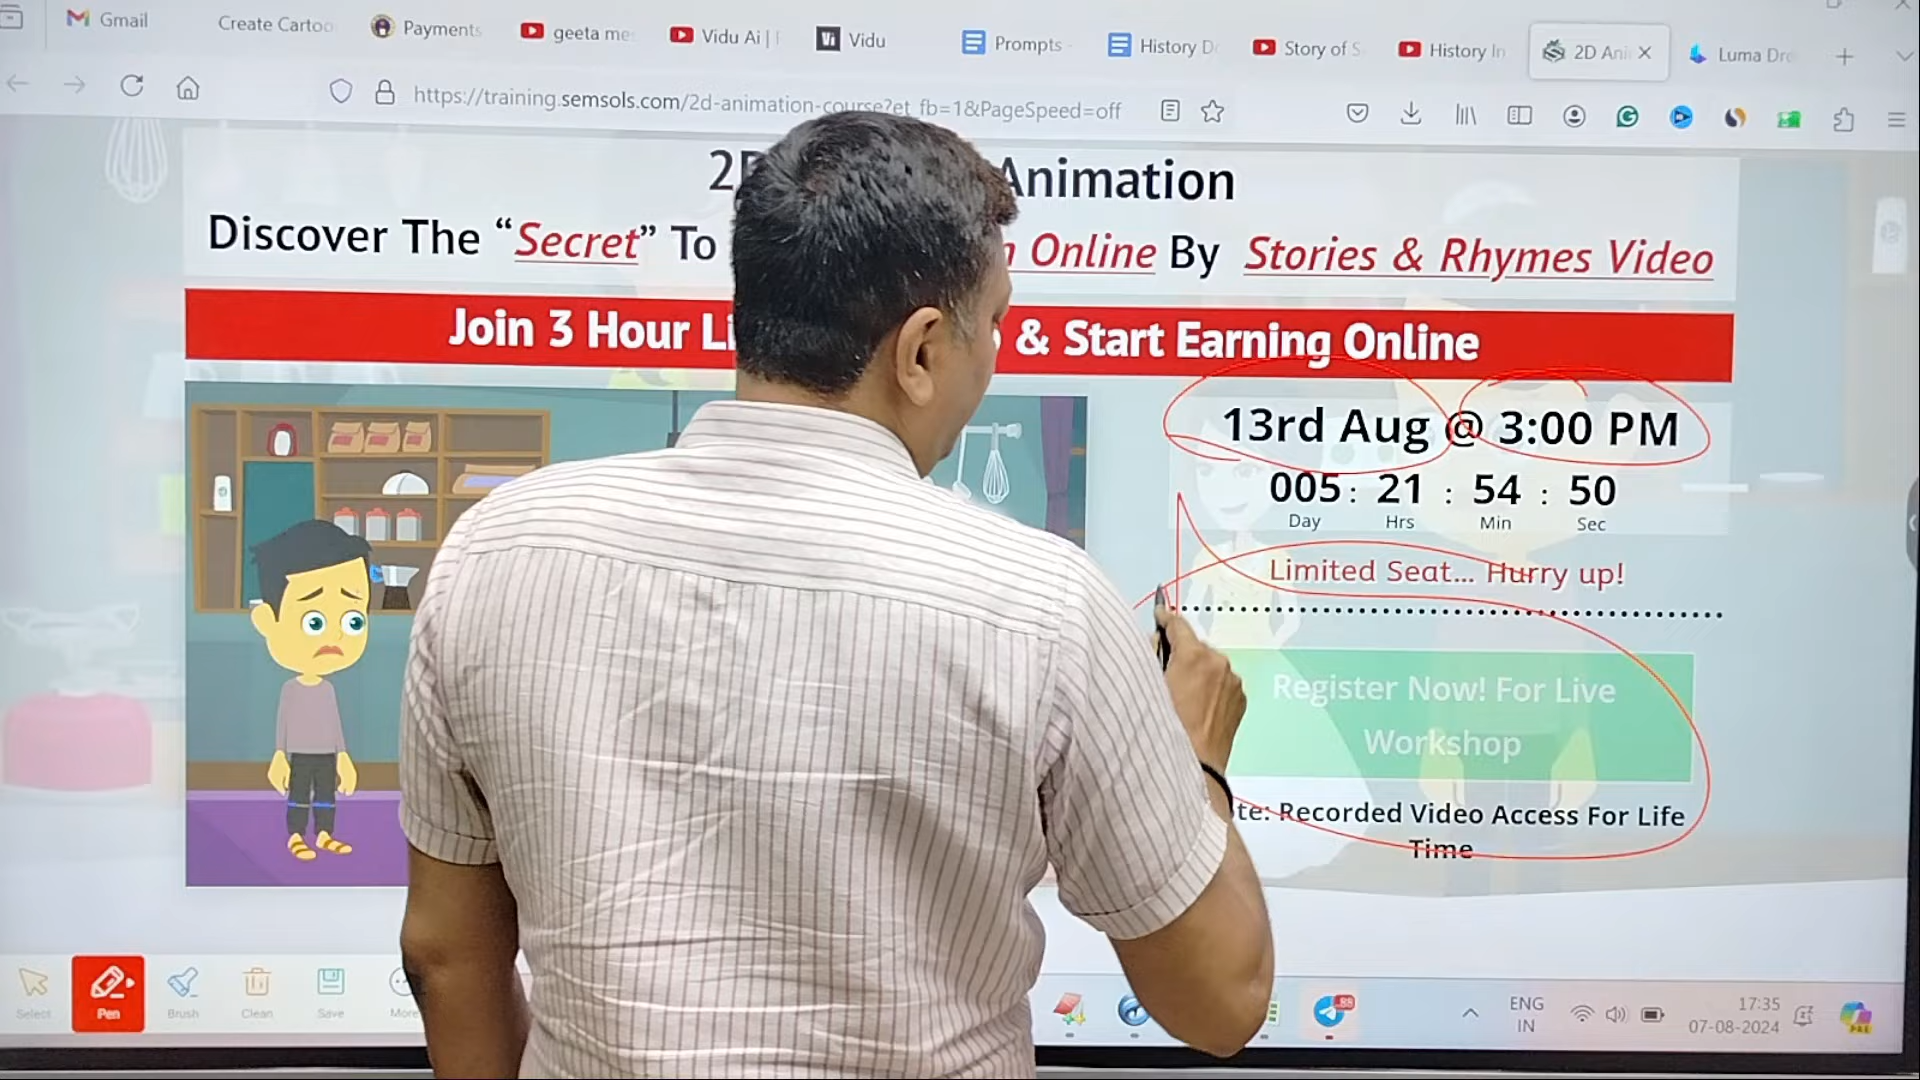 Gmail
Create Cartoo
Payments
geeta me
Vidu Ai |
Vi Vidu
Prompts -
History D
Story of S
History In
2D Ani
Luma Dre
https://training.semsols.com/2d-animation-course?et_fb=1&PageSpeed=off
Animation
Discover The “Secret” To Online By Stories & Rhymes Video
Join 3 Hour Li & Start Earning Online
13rd Aug @ 3:00 PM
005 : 21 : 54 : 50
Day Hrs Min Sec
Limited Seat... Hurry up!
Register Now! For Live
Workshop
te: Recorded Video Access For Life
Time
Select
Pen
Brush
Clean
Save
More
88
ENG
IN
17:35
07-08-2024
PRE